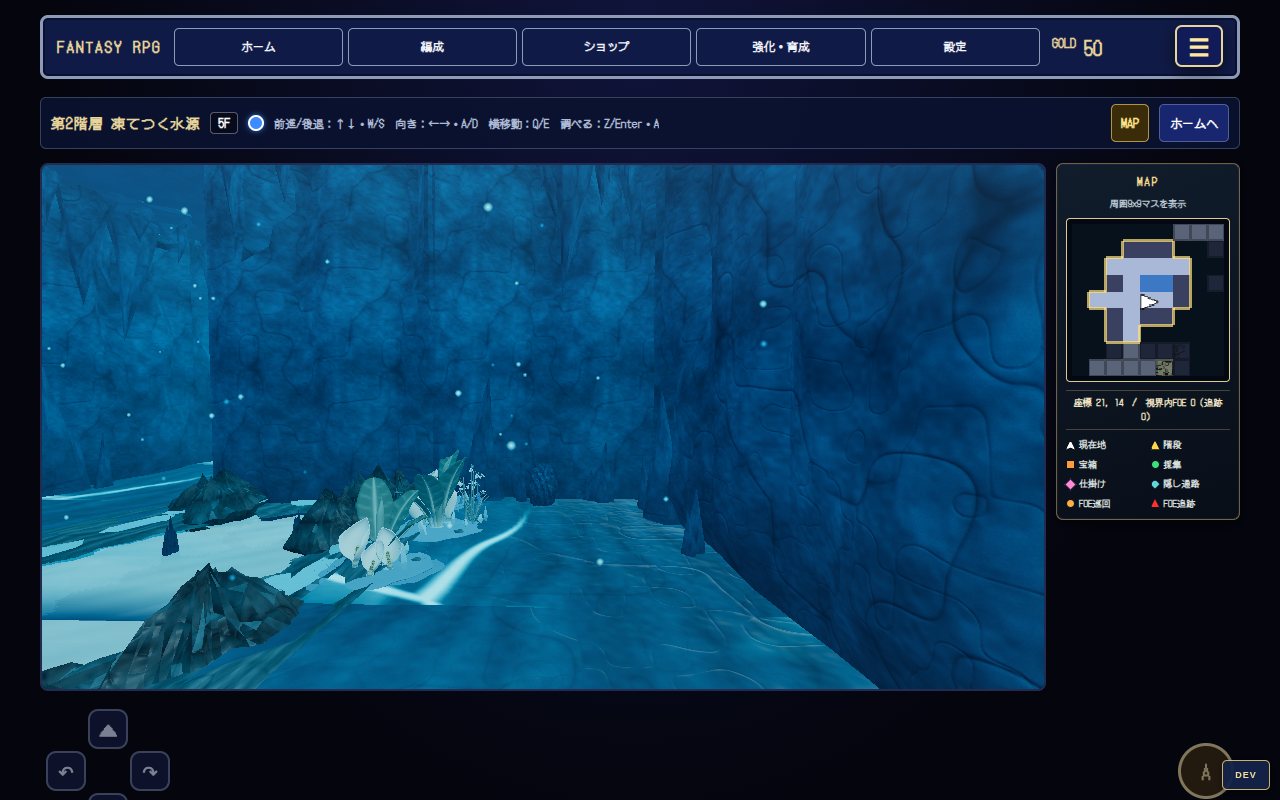 FANTASY RPG
ホーム
編成
ショップ
強化・育成
設定
GOLD 50
第2階層 凍てつく水源
5F
前進/後退:↑↓・W/S 向き:←→・A/D 横移動:Q/E 調べる:Z/Enter・A
MAP
ホームへ
MAP
周囲9x9マスを表示
座標 21, 14 / 視界内FOE 0 (追跡
0)
現在地
階段
宝箱
採集
仕掛け
隠し通路
FOE巡回
FOE追跡
A
DEV